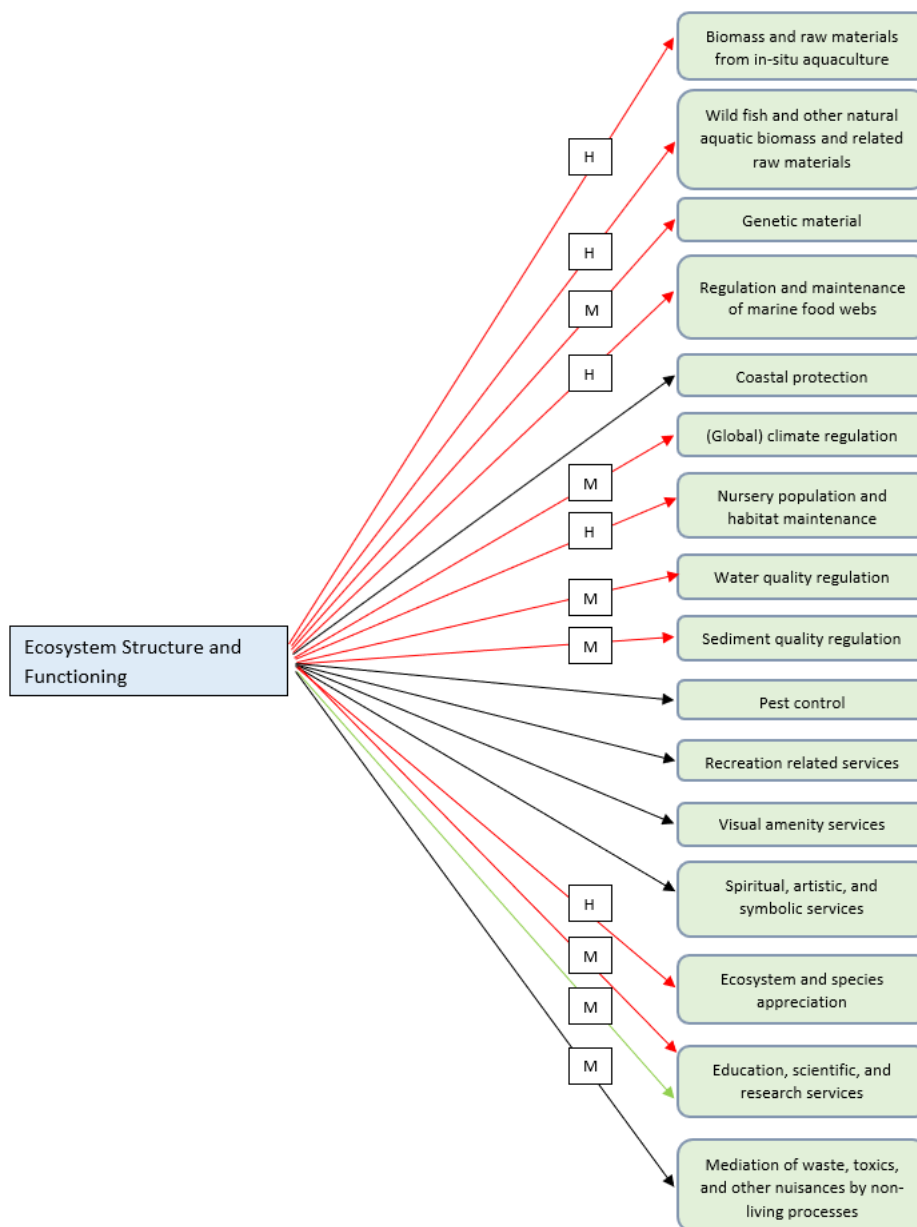 Biomass and raw materials
from in-situ aquaculture
Wild fish and other natural
aquatic biomass and related
raw materials
H
H
Genetic material
M
Regulation and maintenance
of marine food webs
H
Coastal protection
(Global) climate regulation
M
Nursery population and
habitat maintenance
H
Water quality regulation
M
Ecosystem Structure and
Functioning
Sediment quality regulation
M
Pest control
Recreation related services
Visual amenity services
Spiritual, artistic, and
symbolic services
H
M
Ecosystem and species
appreciation
M
M
Education, scientific, and
research services
Mediation of waste, toxics,
and other nuisances by non-
living processes